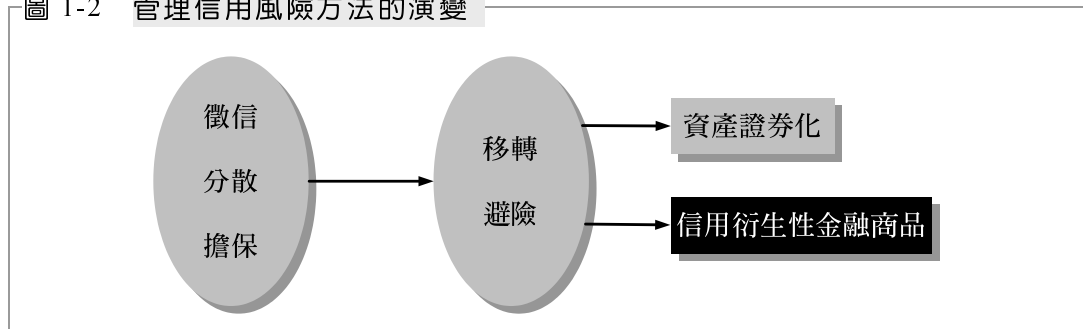 圖 1-2 管理信用風險方法的演變
徵信
分散
擔保
移轉
避險
資產證券化
信用衍生性金融商品